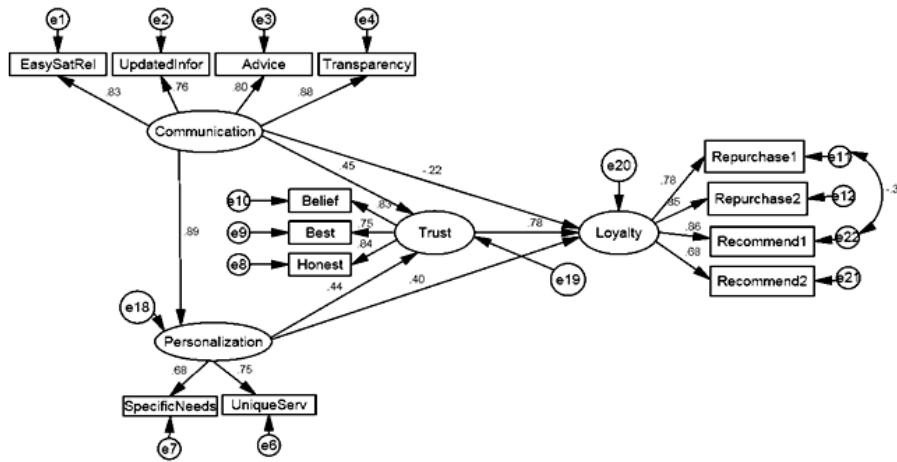 e1 e2 e3 e4
EasySatRel UpdatedInfor Advice Transparency
.83 .76 .80 .88
Communication
.45 -.22
e20
Repurchase1 e11
.78 -.3
e10 Belief .83
Repurchase2 e12
.85
e9 Best .75 Trust .78 Loyalty
.89
.86 Recommend1 e22
e8 Honest .84
.68
.44 .40 e19
Recommend2 e21
e18
Personalization
.68 .75
SpecificNeeds UniqueServ
e7 e6